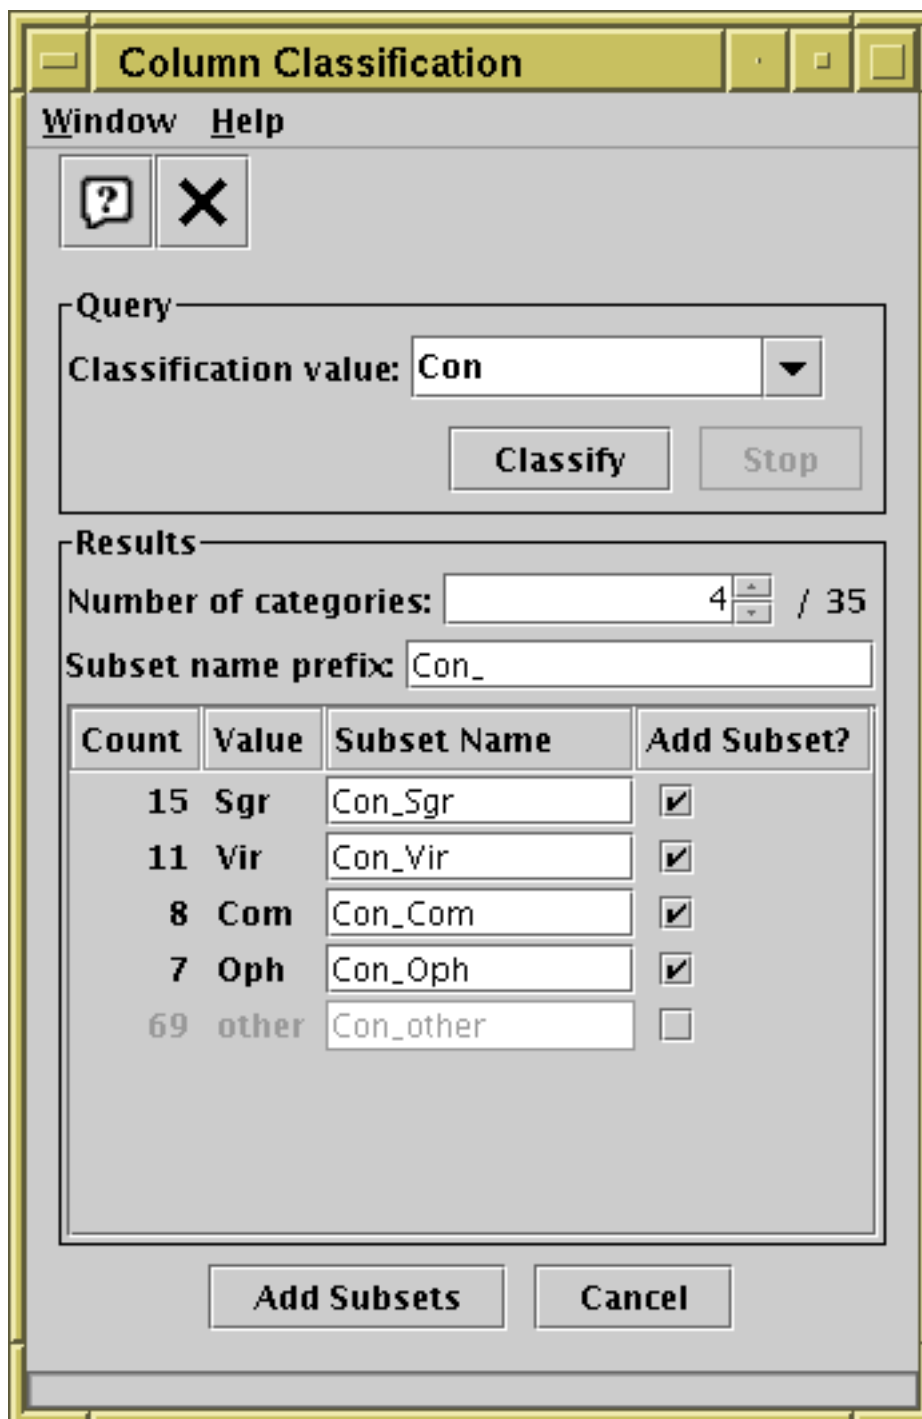 Column Classification
Window Help
?
Query
Classification value: Con
Classify Stop
Results
Number of categories: 4 / 35
Subset name prefix: Con_
Count Value Subset Name Add Subset?
15 Sgr Con_Sgr
11 Vir Con_Vir
8 Com Con_Com
7 Oph Con_Oph
69 other Con_other
Add Subsets Cancel